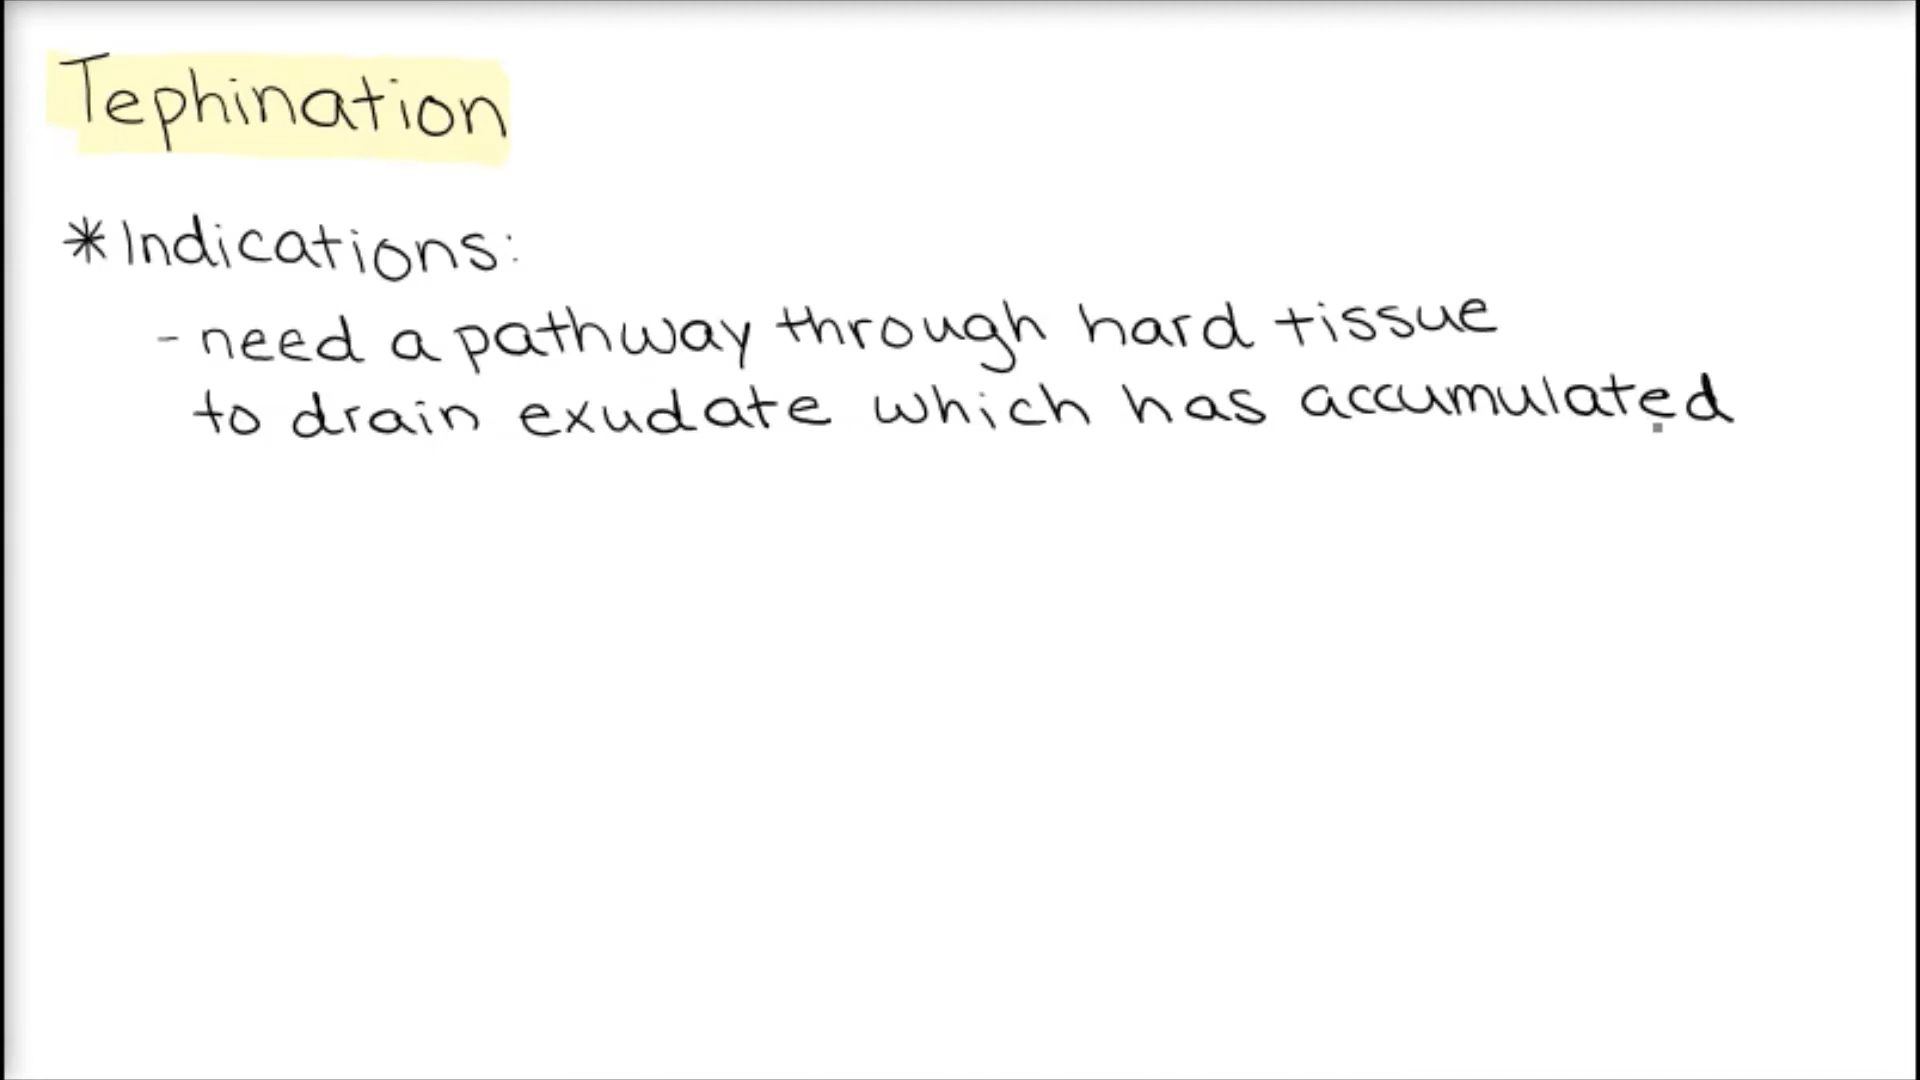 Tephination
*Indications:
- need a pathway through hard tissue
to drain exudate which has accumulated